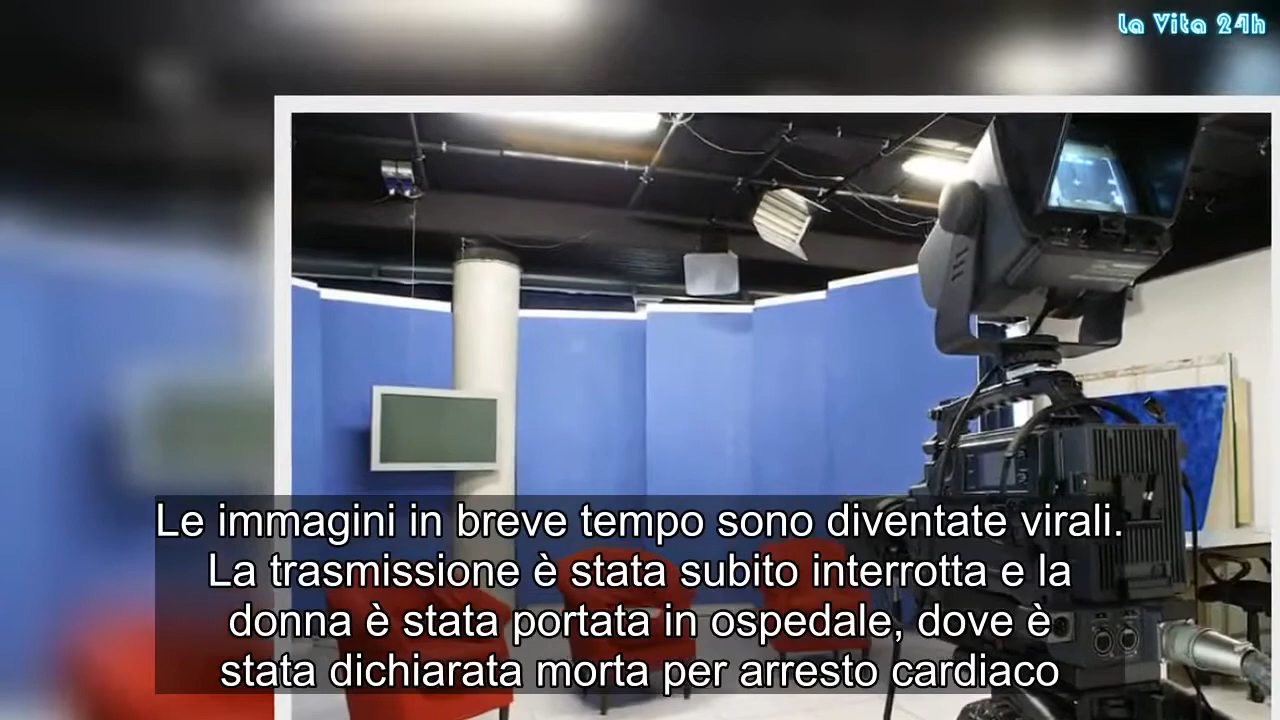 La Vita 24h
Le immagini in breve tempo sono diventate virali.
La trasmissione è stata subito interrotta e la
donna è stata portata in ospedale, dove è
stata dichiarata morta per arresto cardiaco